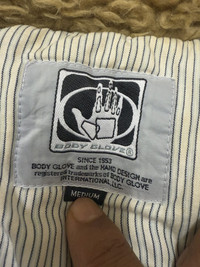 BODY GLOVE®
SINCE 1953
BODY GLOVE and the HAND DESIGN are
registered trademarks of BODY GLOVE
INTERNATIONAL, LLC.
MEDIUM